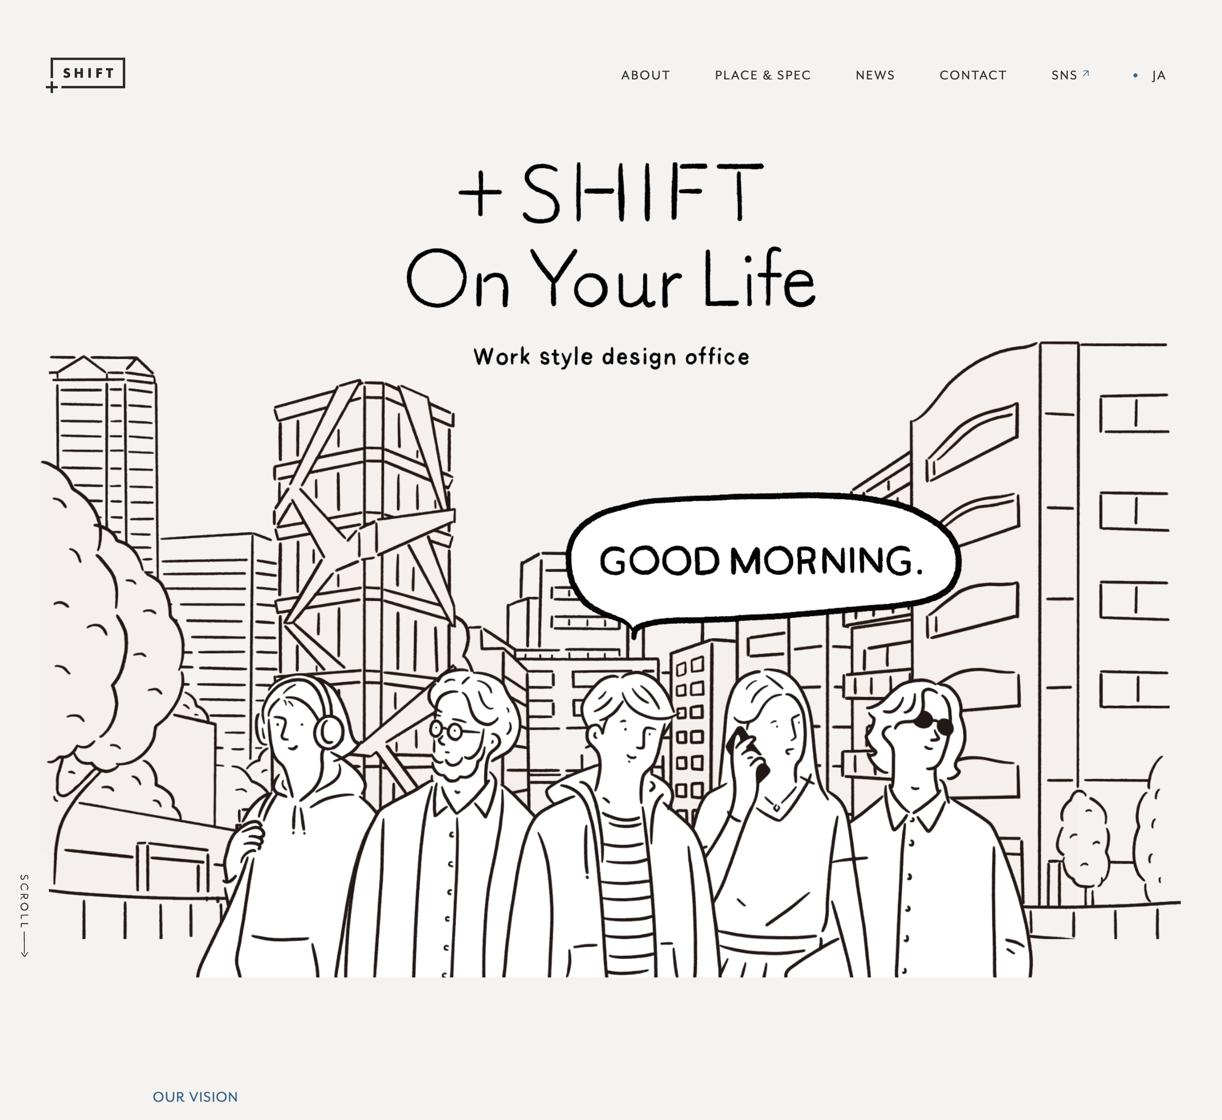 SHIFT
ABOUT
PLACE & SPEC
NEWS
CONTACT
SNS
JA
+ SHIFT
On Your Life
Work style design office
GOOD MORNING.
SCROLL
OUR VISION